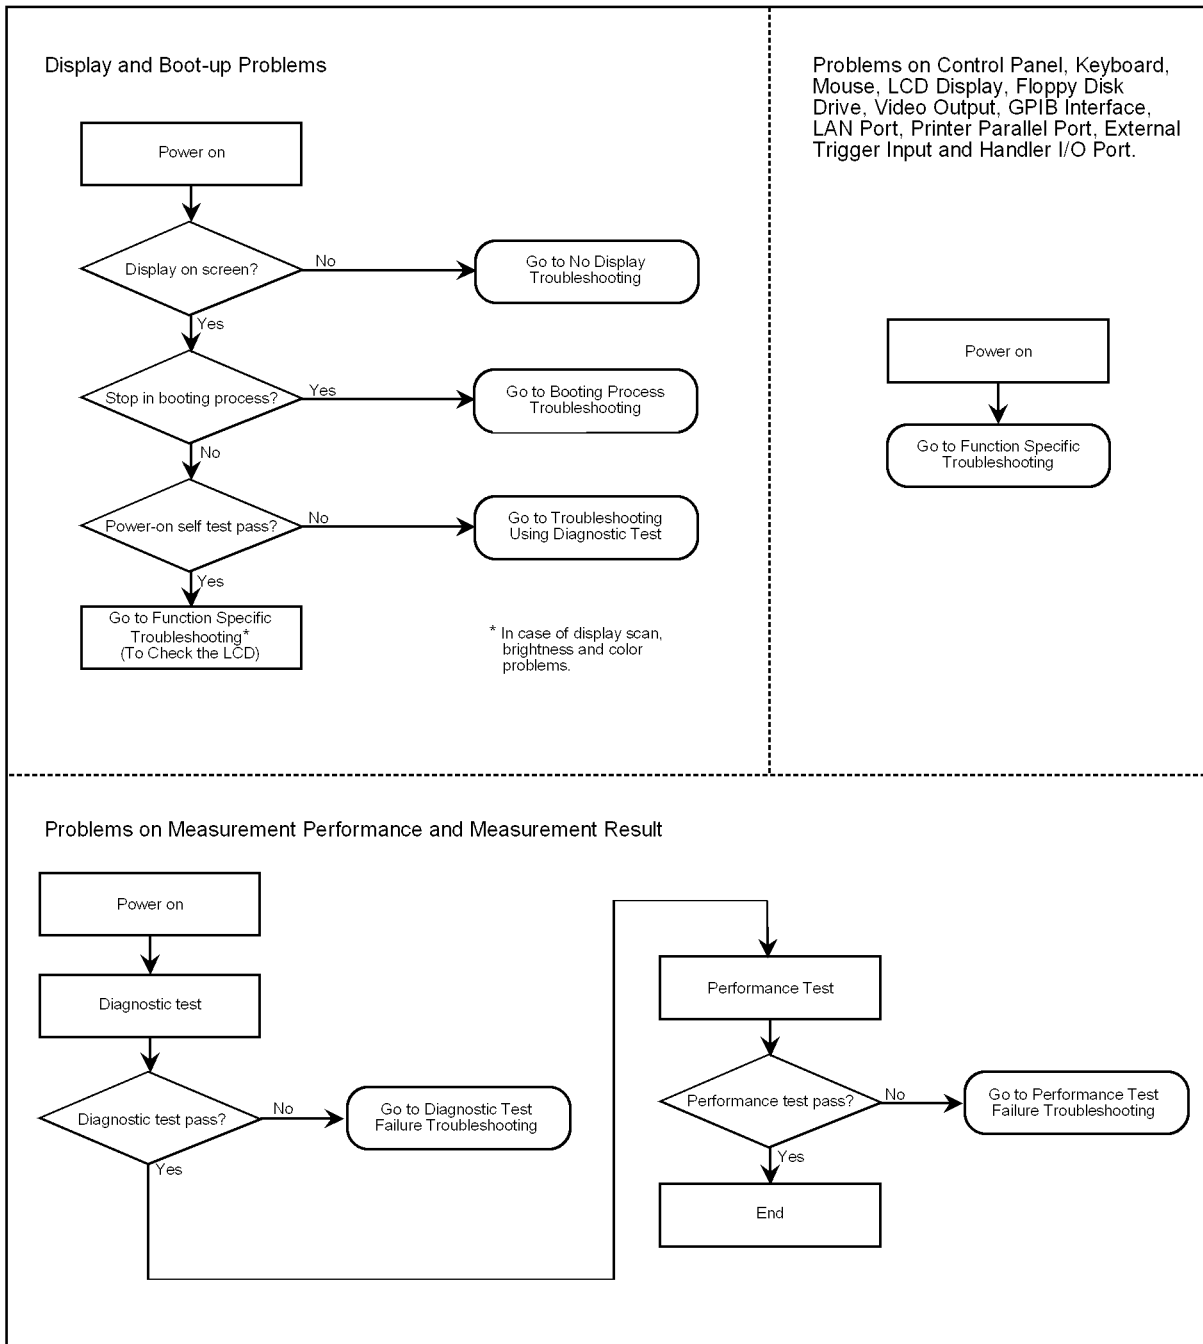 Display and Boot-up Problems
Power on
Display on screen?
No
Go to No Display
Troubleshooting
Yes
Stop in booting process?
Yes
Go to Booting Process
Troubleshooting
No
Power-on self test pass?
No
Go to Troubleshooting
Using Diagnostic Test
Yes
Go to Function Specific
Troubleshooting*
(To Check the LCD)
* In case of display scan,
brightness and color
problems.
Problems on Control Panel, Keyboard,
Mouse, LCD Display, Floppy Disk
Drive, Video Output, GPIB Interface,
LAN Port, Printer Parallel Port, External
Trigger Input and Handler I/O Port.
Power on
Go to Function Specific
Troubleshooting
Problems on Measurement Performance and Measurement Result
Power on
Diagnostic test
Diagnostic test pass?
No
Go to Diagnostic Test
Failure Troubleshooting
Yes
Performance Test
Performance test pass?
No
Go to Performance Test
Failure Troubleshooting
Yes
End